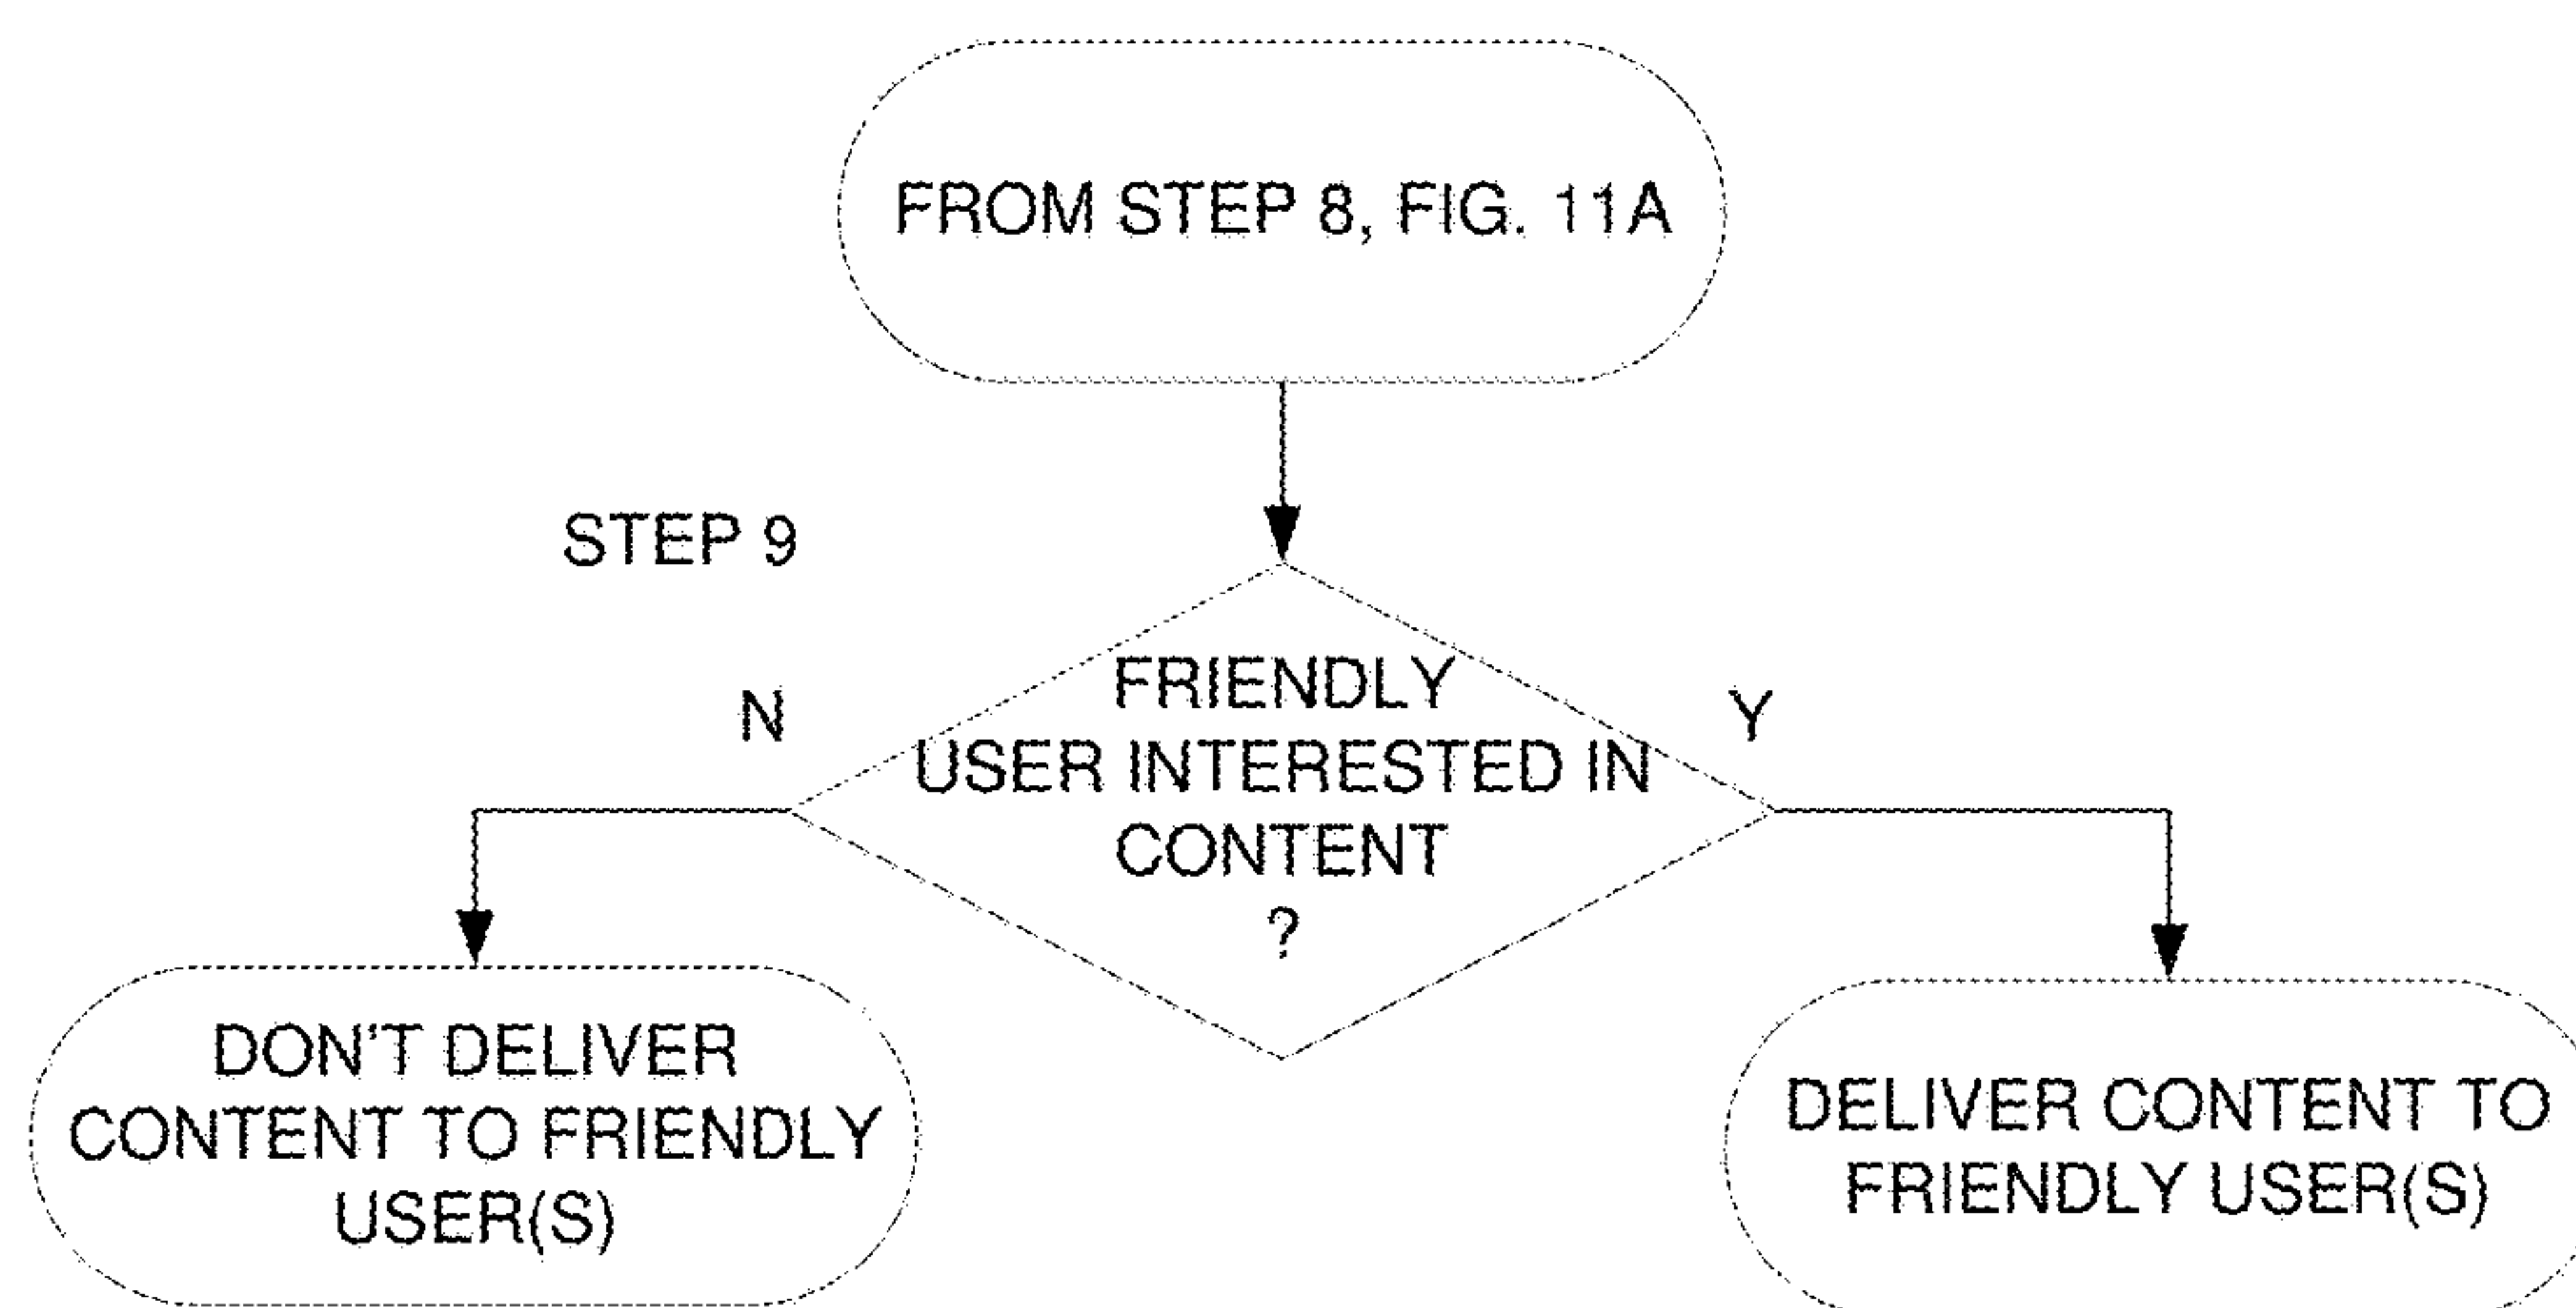 FROM STEP 8, FIG. 11A
STEP 9
N
FRIENDLY
USER INTERESTED IN
CONTENT
?
Y
DON'T DELIVER
CONTENT TO FRIENDLY
USER(S)
DELIVER CONTENT TO
FRIENDLY USER(S)